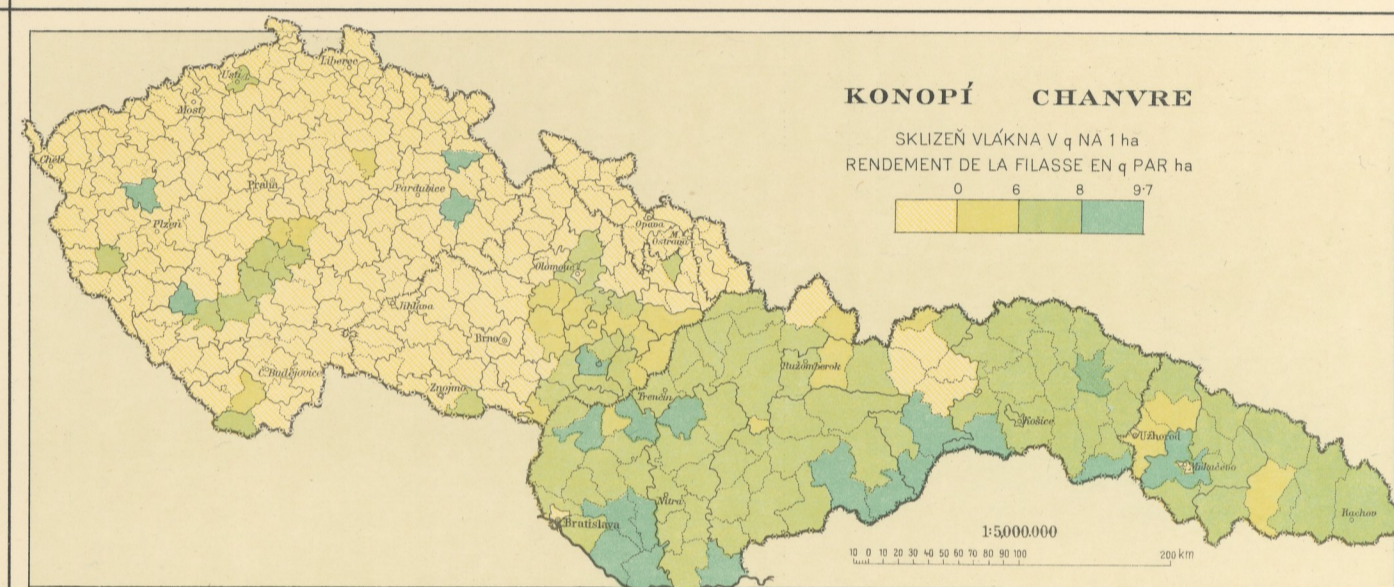 KONOPÍ CHANVRE
SKLIZEŇ VLÁKNA V q NA 1 ha
RENDEMENT DE LA FILASSE EN q PAR ha
0 6 8 9·7
Liberec
Ústí
Most
Cheb
Praha
Pardubice
Plzeň
Opava
M.
Ostrava
Olomouc
Jihlava
Brno
Ružomberok
Budějovice
Znojmo
Trenčín
Košice
Užhorod
Mukačevo
Nitra
Bratislava
Rachov
1:5,000.000
10 0 10 20 30 40 50 60 70 80 90 100 200 km